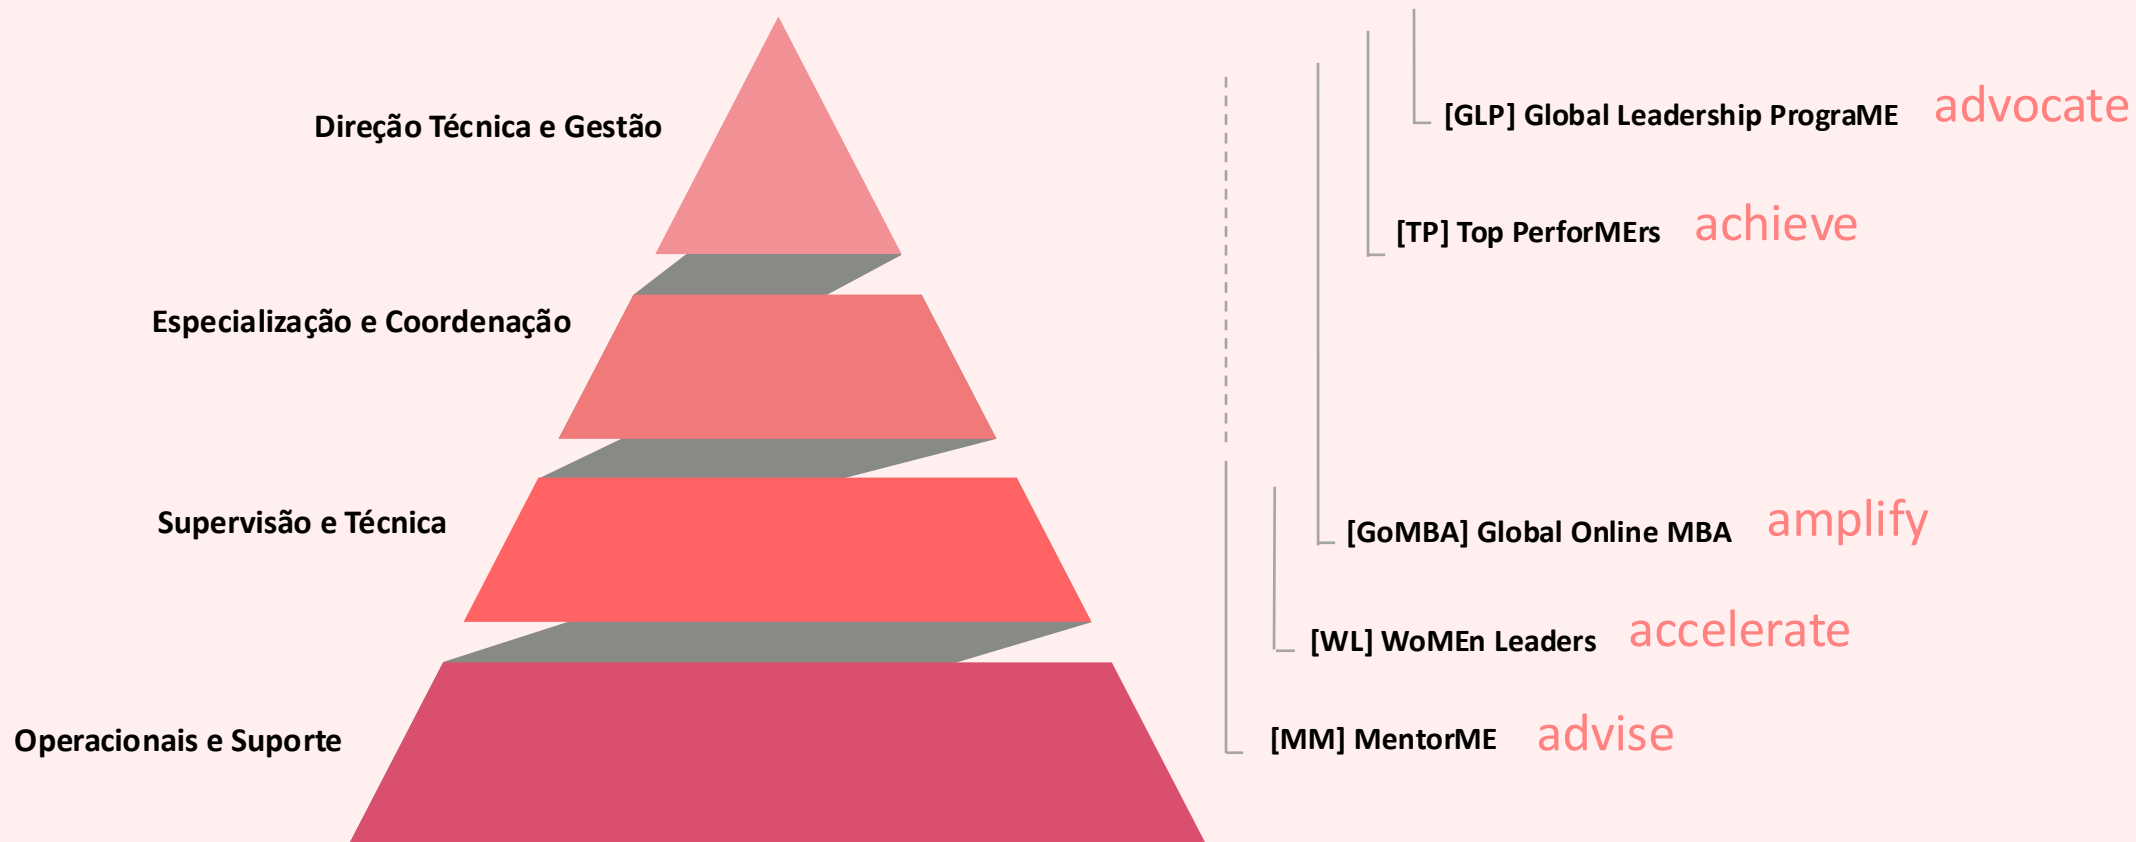 Direção Técnica e Gestão
[GLP] Global Leadership PrograME advocate
[TP] Top PerforMErs achieve
Especialização e Coordenação
Supervisão e Técnica
[GoMBA] Global Online MBA amplify
[WL] WoMEn Leaders accelerate
Operacionais e Suporte
[MM] MentorME advise